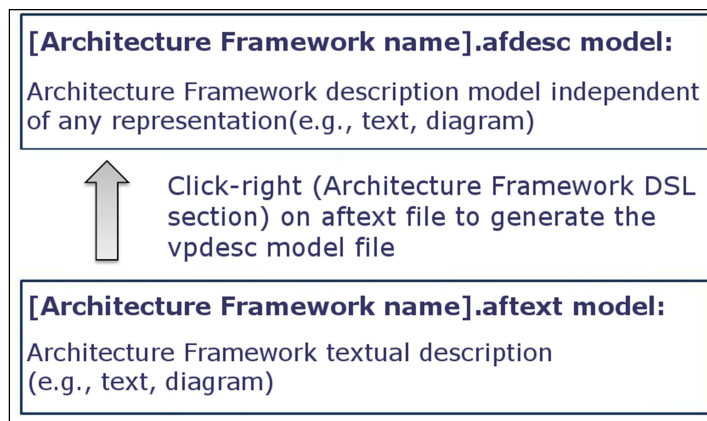 [Architecture Framework name].afdesc model:
Architecture Framework description model independent
of any representation(e.g., text, diagram)
Click-right (Architecture Framework DSL
section) on aftext file to generate the
vpdesc model file
[Architecture Framework name].aftext model:
Architecture Framework textual description
(e.g., text, diagram)